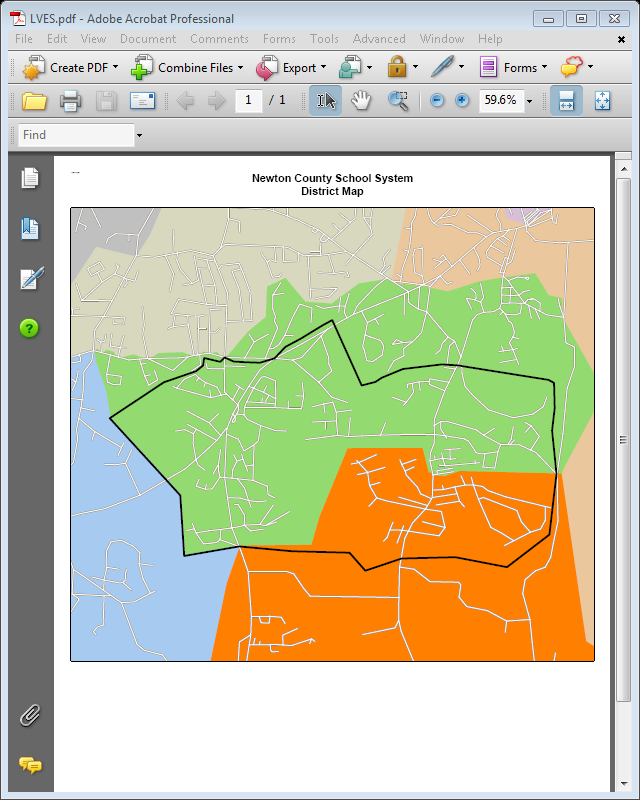 LVES.pdf - Adobe Acrobat Professional
File Edit View Document Comments Forms Tools Advanced Window Help
Create PDF Combine Files Export Forms
1 / 1 59.6%
Find
Newton County School System
District Map